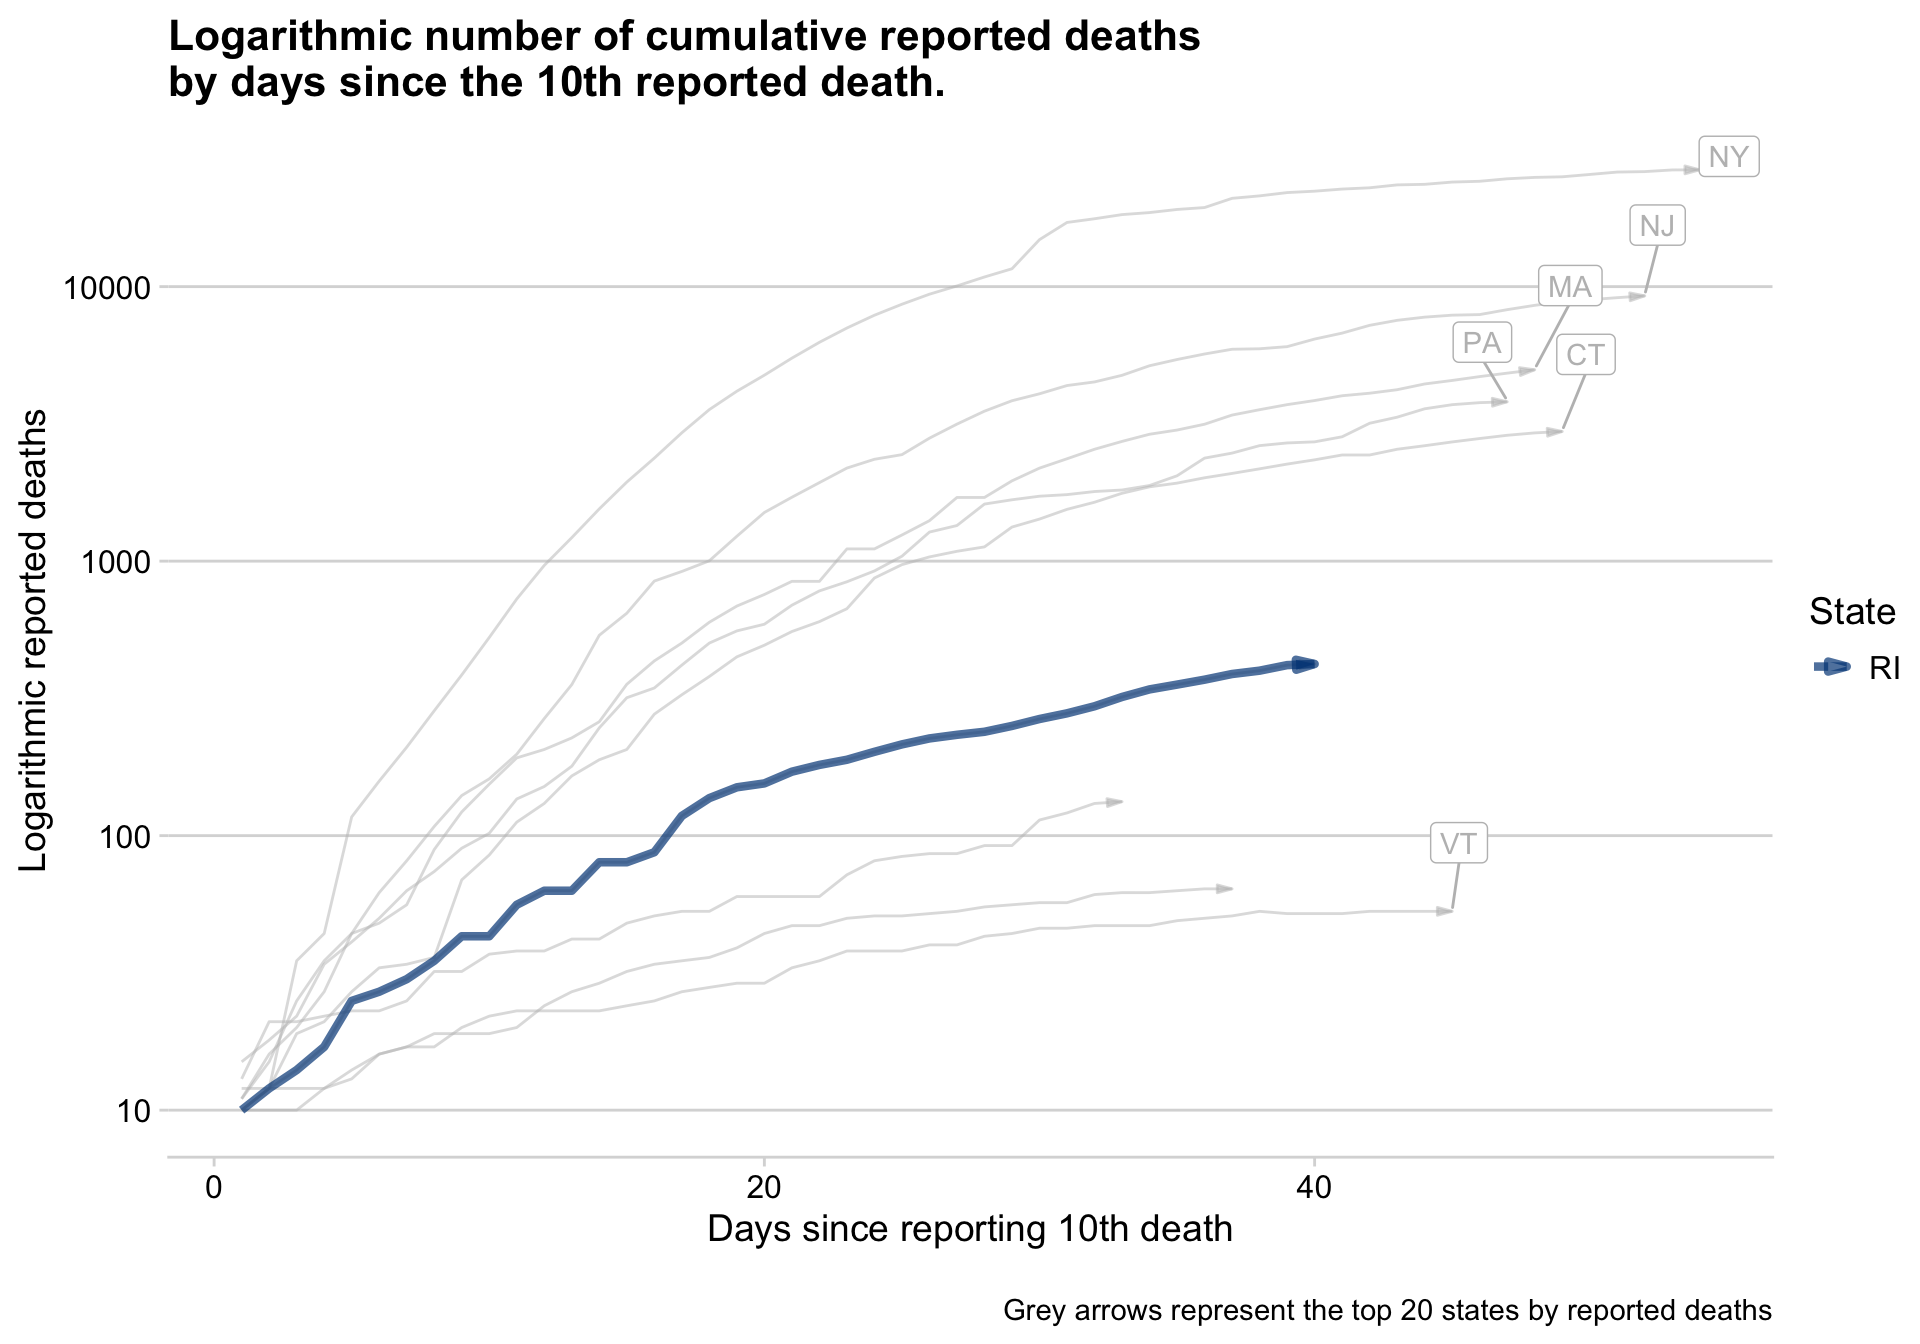 Logarithmic number of cumulative reported deaths
by days since the 10th reported death.
NY
NJ
MA
PA
CT
VT
10000
1000
100
10
Logarithmic reported deaths
0
20
40
Days since reporting 10th death
State
RI
Grey arrows represent the top 20 states by reported deaths